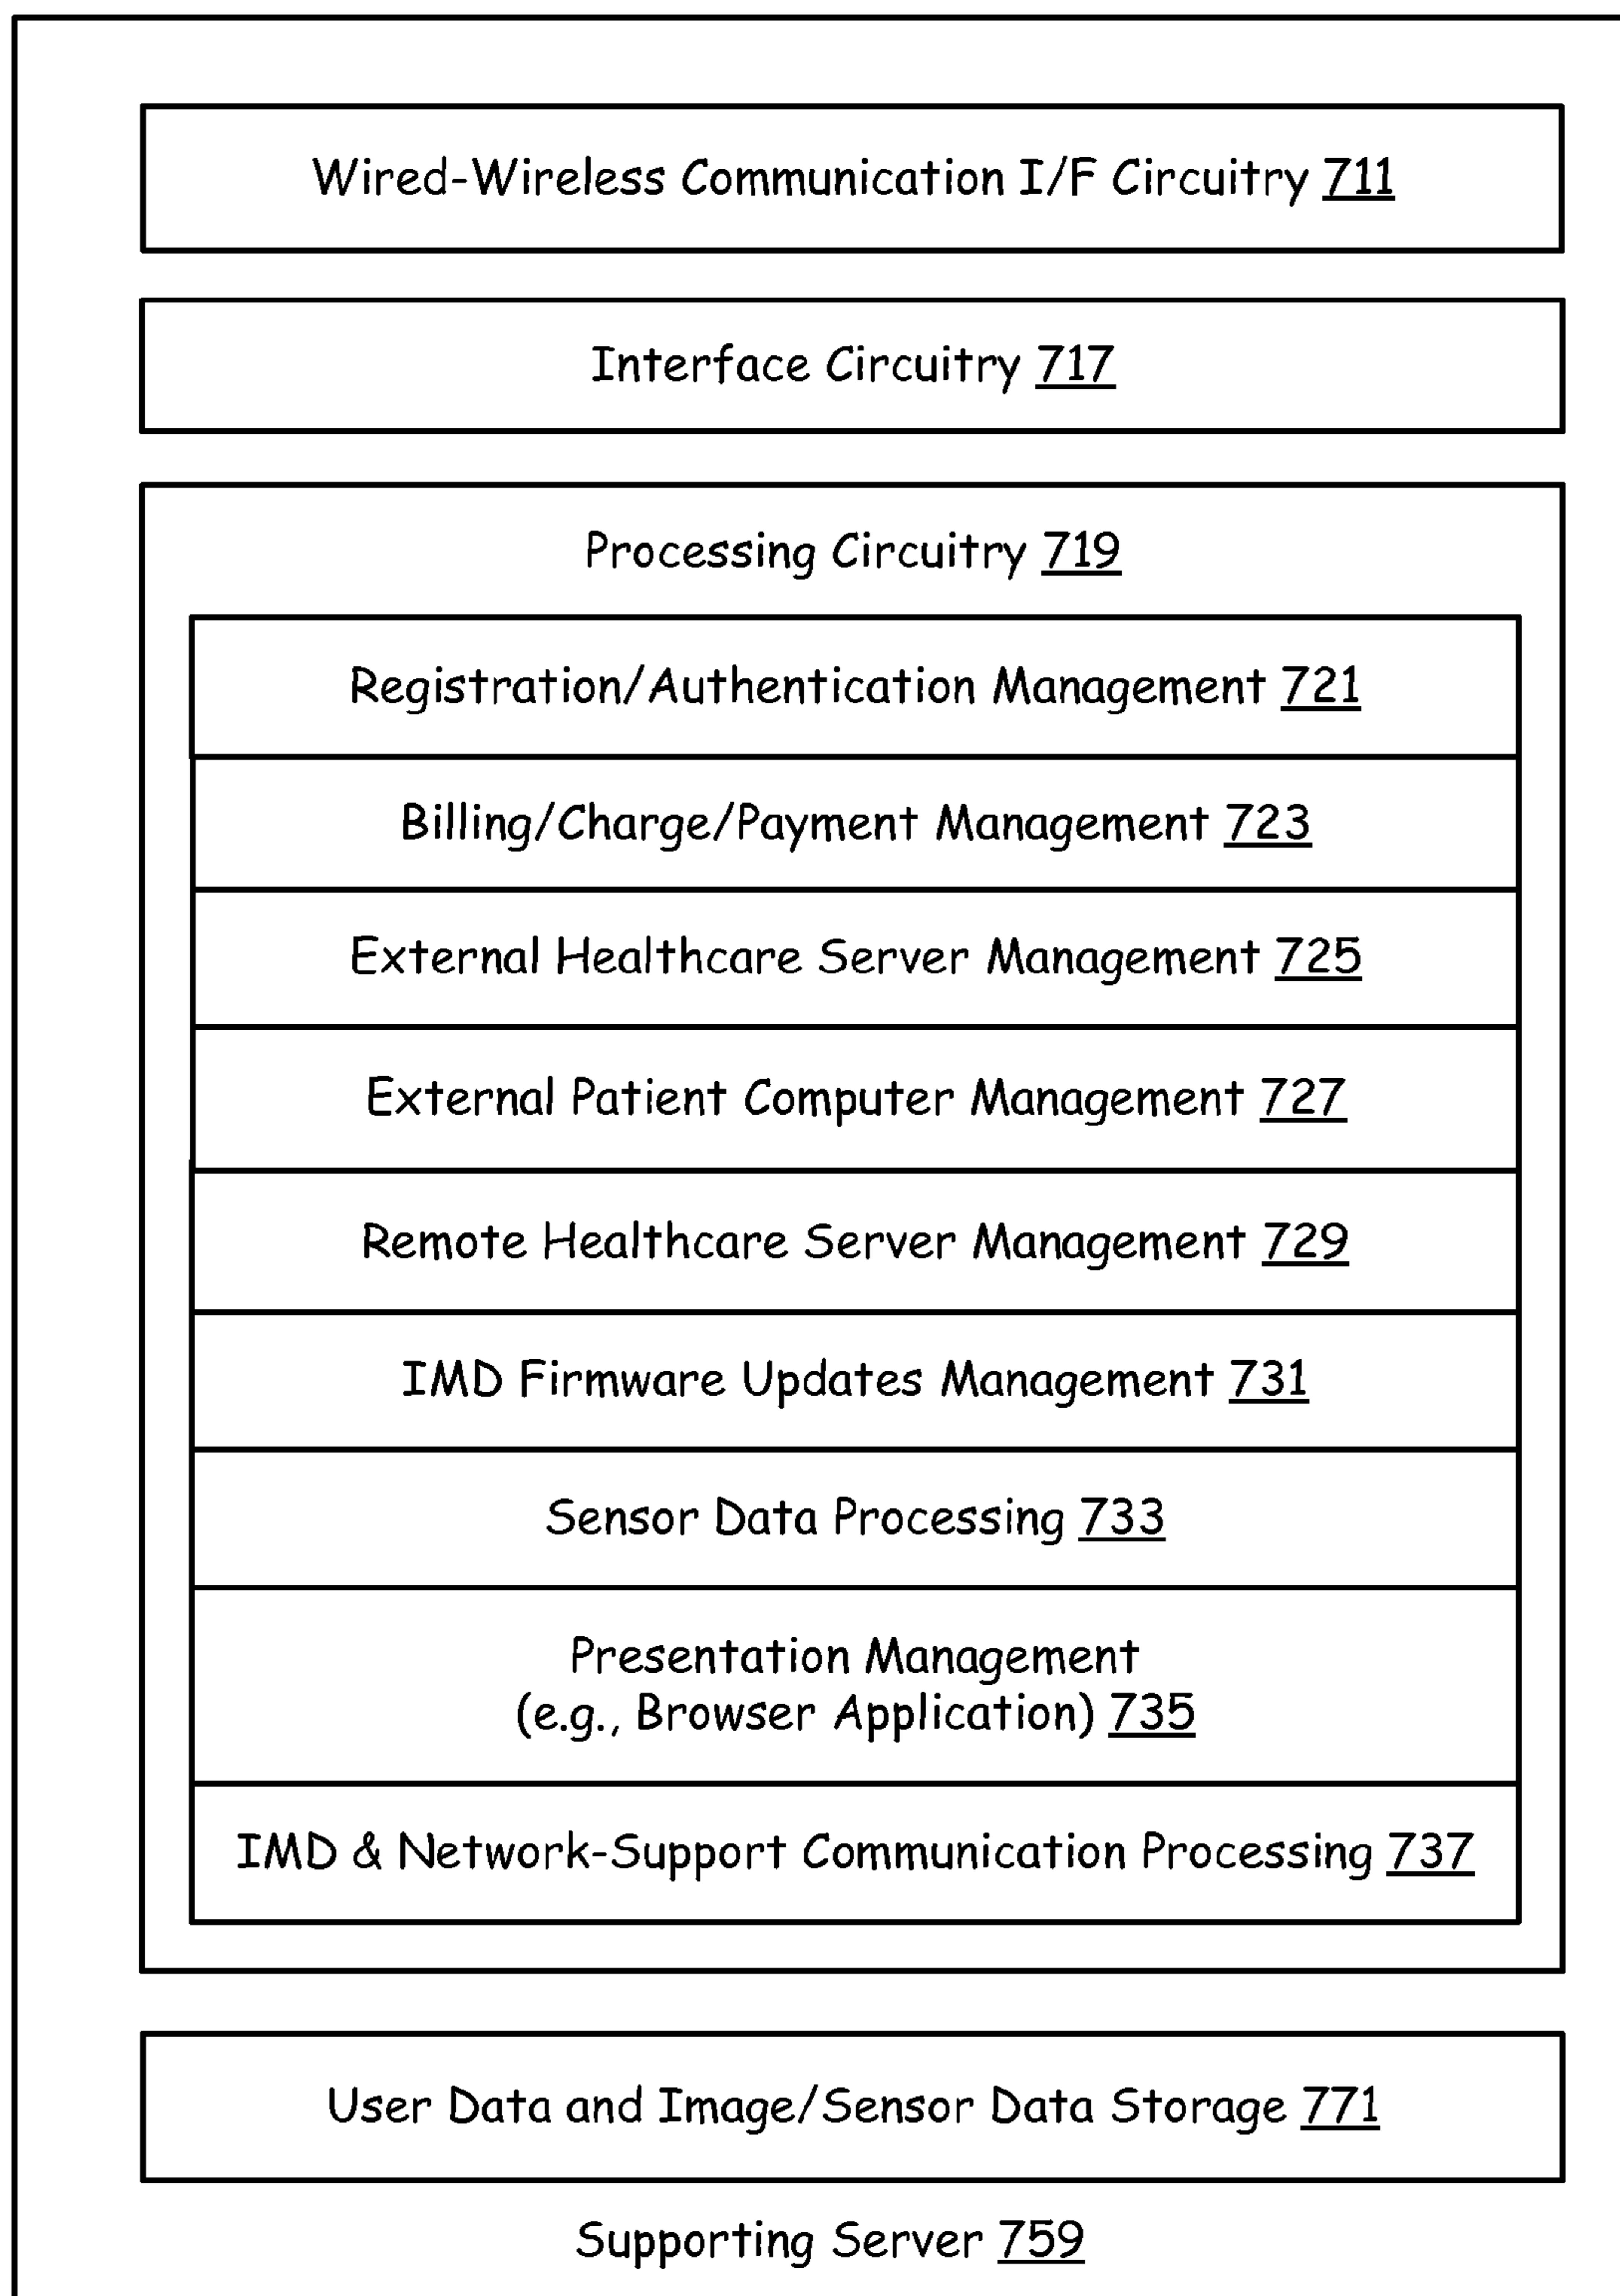 Wired-Wireless Communication I/F Circuitry 711
Interface Circuitry 717
Processing Circuitry 719
Registration/Authentication Management 721
Billing/Charge/Payment Management 723
External Healthcare Server Management 725
External Patient Computer Management 727
Remote Healthcare Server Management 729
IMD Firmware Updates Management 731
Sensor Data Processing 733
Presentation Management
(e.g., Browser Application) 735
IMD & Network-Support Communication Processing 737
User Data and Image/Sensor Data Storage 771
Supporting Server 759